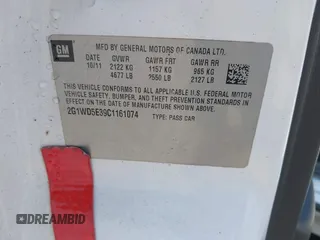 GM
MFD BY GENERAL MOTORS OF CANADA LTD.
DATE GVWR GAWR FRT GAWR RR
10/11 2122 KG 1157 KG 965 KG
4677 LB 2550 LB 2127 LB
THIS VEHICLE CONFORMS TO ALL APPLICABLE U.S. FEDERAL MOTOR
VEHICLE SAFETY, BUMPER, AND THEFT PREVENTION STANDARDS IN
EFFECT ON THE DATE OF MANUFACTURE SHOWN ABOVE.
2G1WD5E39C1161074 TYPE: PASS CAR
DREAMBID